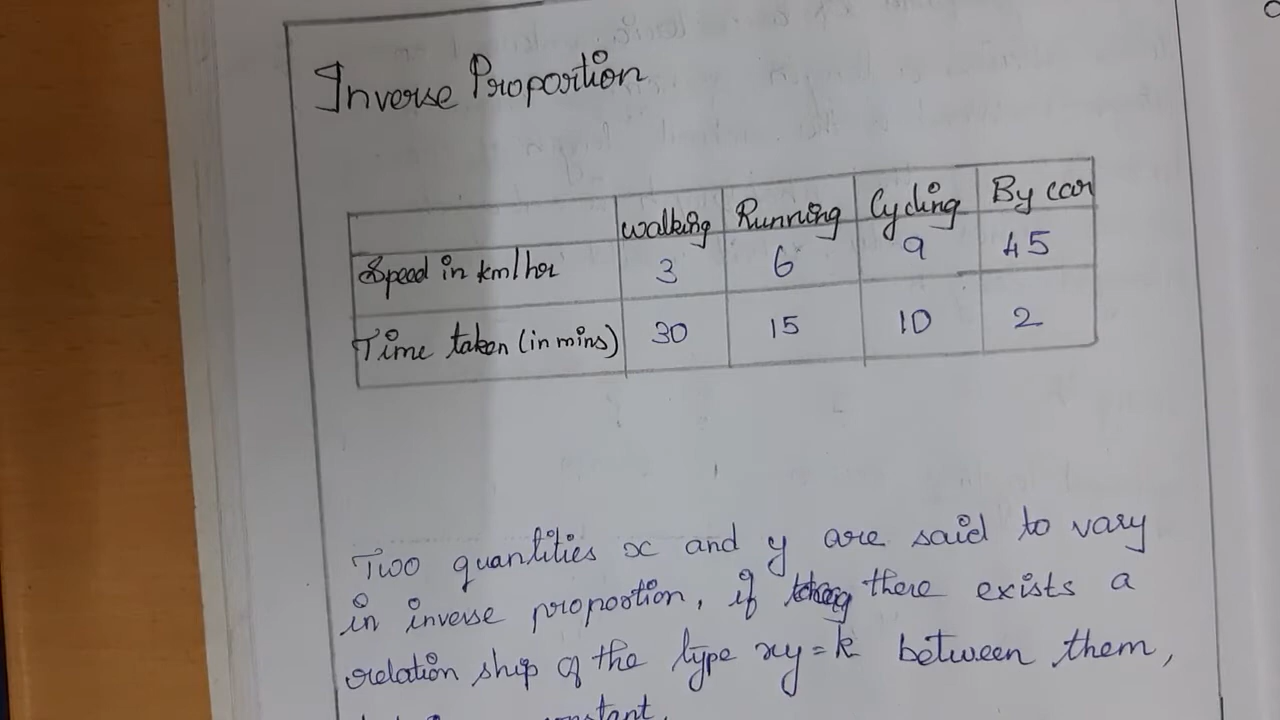 Inverse Proportion
walking Running Cycling By car
Speed in km/hr 3 6 9 45
Time taken (in mins) 30 15 10 2
Two quantities x and y are said to vary
in inverse proportion, if there exists a
relation ship of the type xy=k between them,